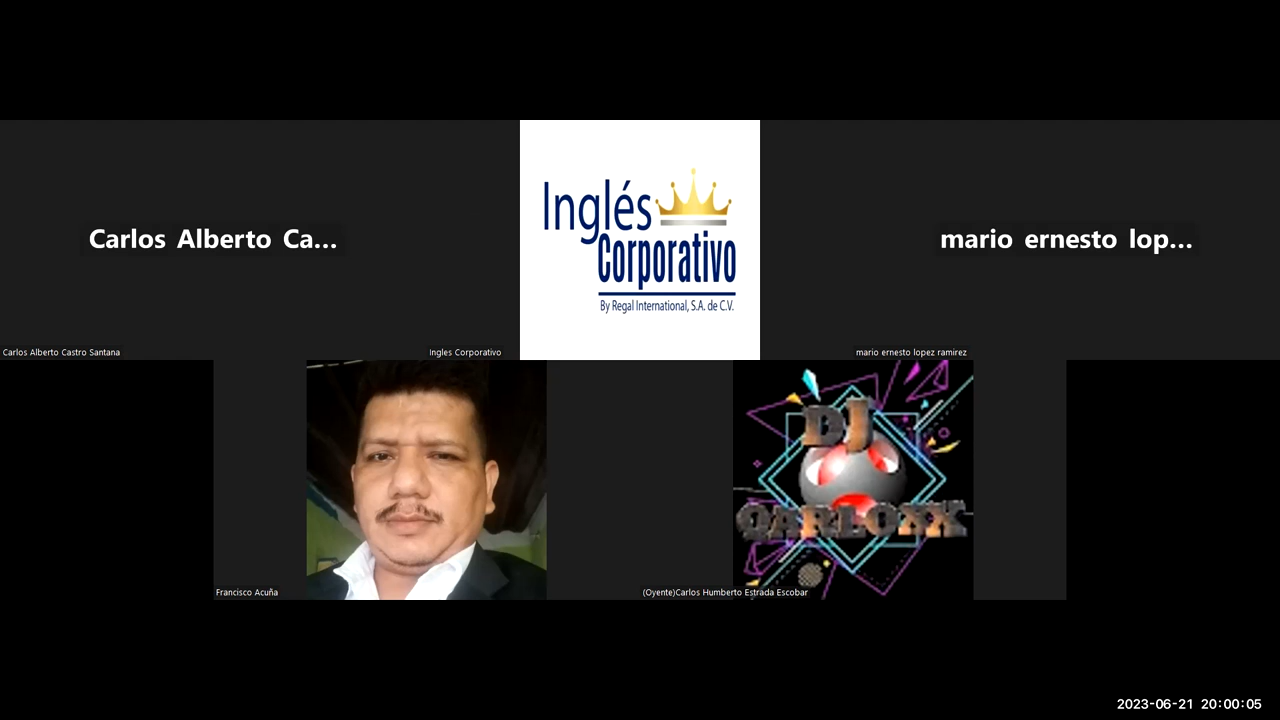 Carlos Alberto Ca...
Inglés
Corporativo
By Regal International, S.A. de C.V.
mario ernesto lop...
Carlos Alberto Castro Santana
Ingles Corporativo
mario ernesto lopez ramirez
DJ
QARLOXX
Francisco Acuña
(Oyente)Carlos Humberto Estrada Escobar
2023-06-21 20:00:05